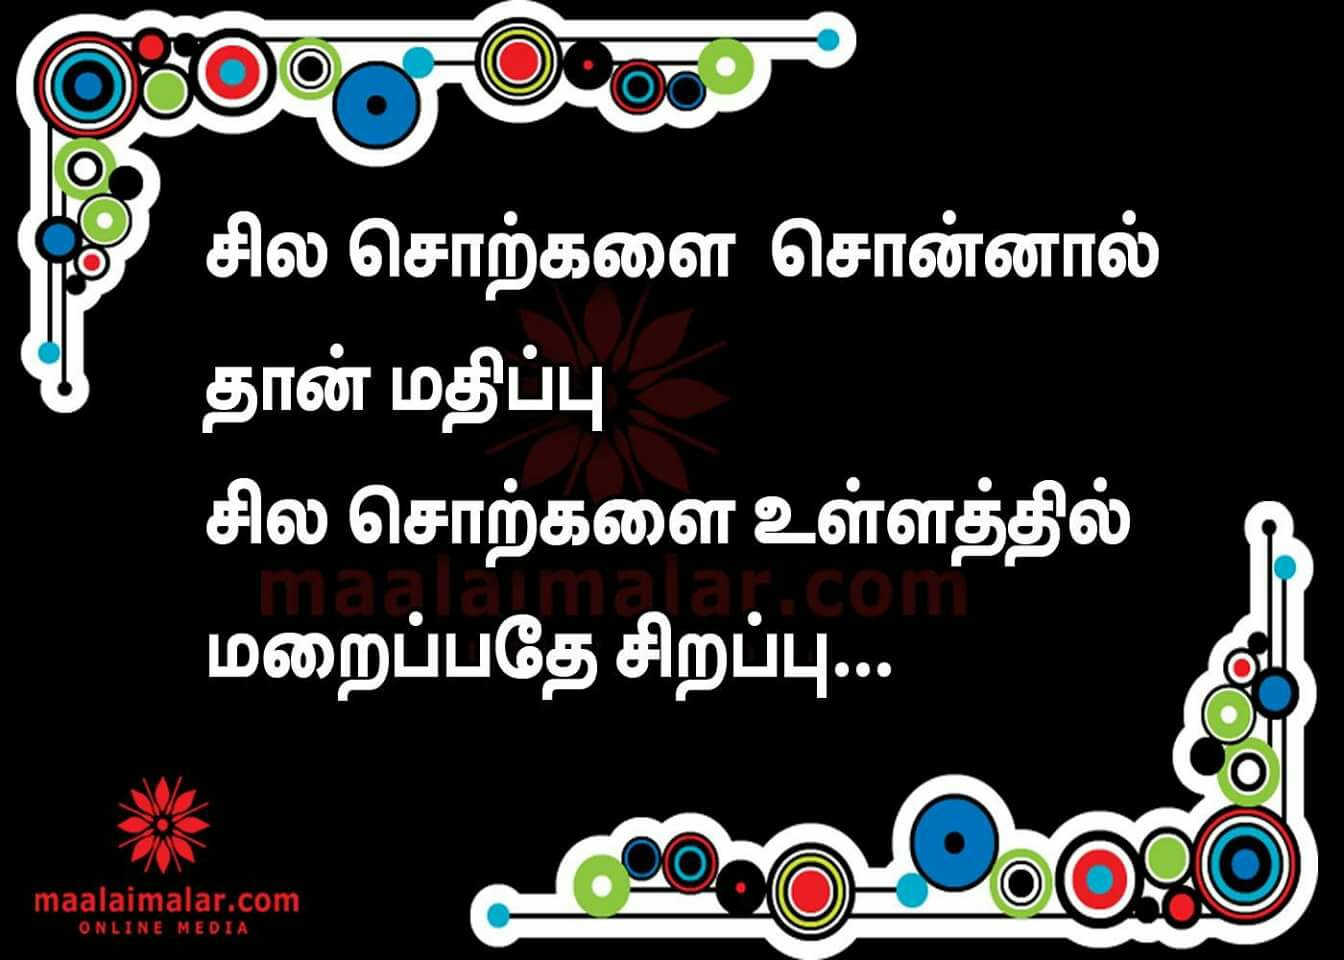 சில சொற்களை சொன்னால்
தான் மதிப்பு
சில சொற்களை உள்ளத்தில்
maalaimalar.com
மறைப்பதே சிறப்பு...
maalaimalar.com
ONLINE MEDIA